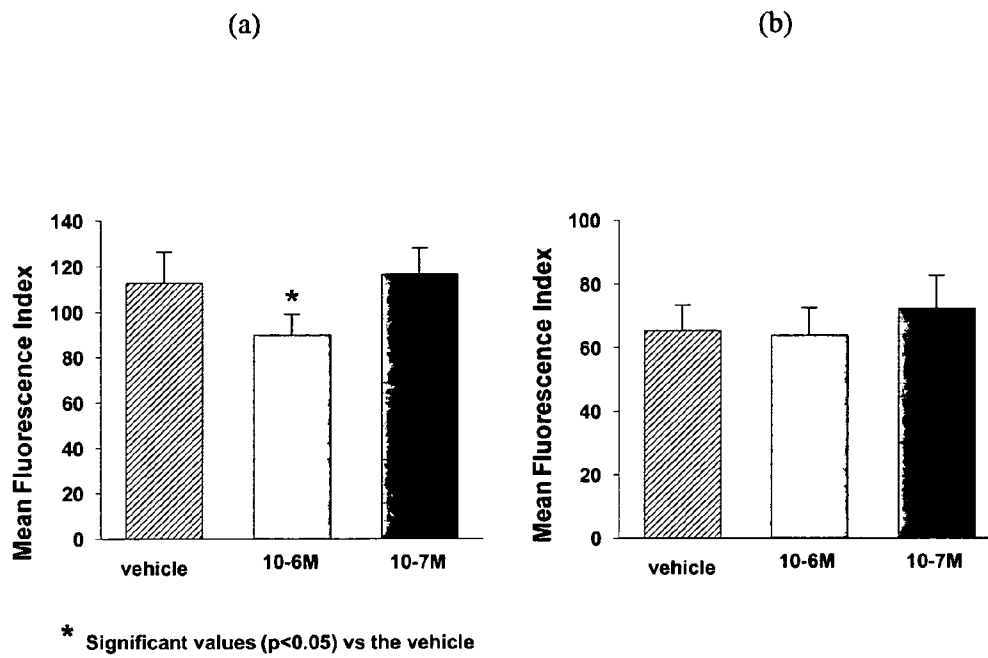 (a)
(b)
Mean Fluorescence Index
140
120
100
80
60
40
20
0
vehicle
10-6M
10-7M
*
Mean Fluorescence Index
100
80
60
40
20
0
vehicle
10-6M
10-7M
* Significant values (p<0.05) vs the vehicle